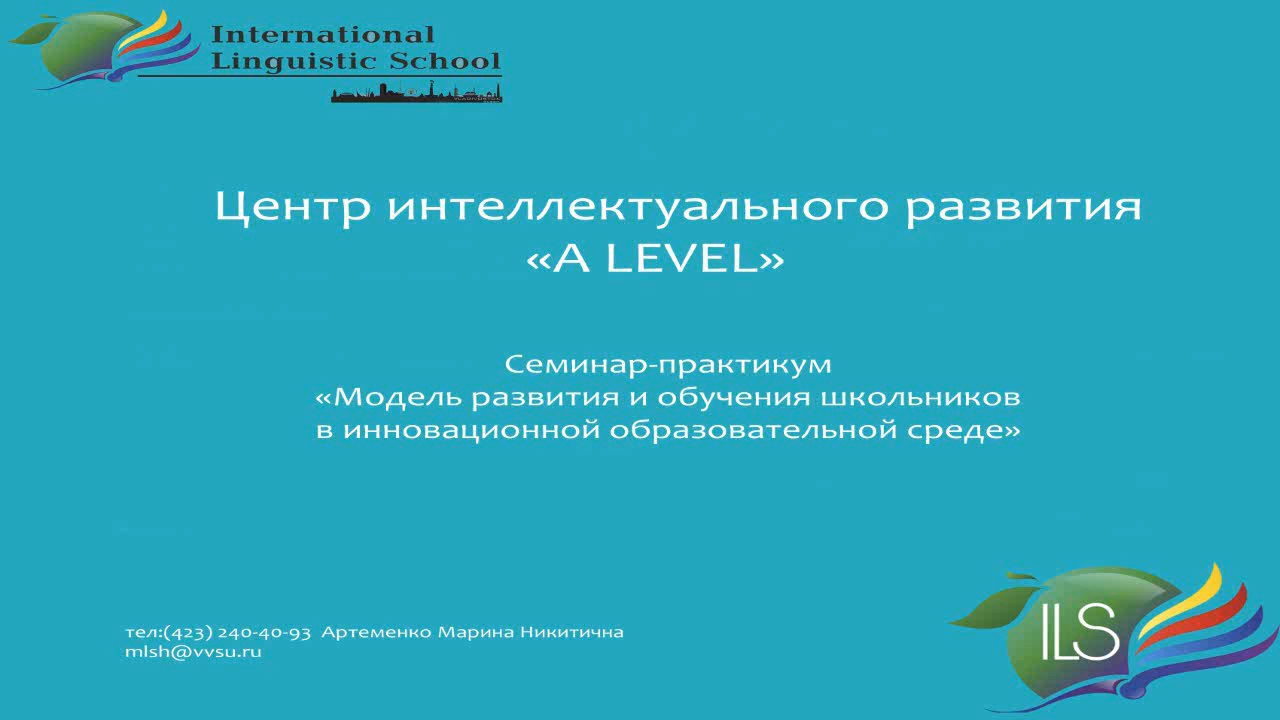 International
Linguistic School
Центр интеллектуального развития
«A LEVEL»
Семинар-практикум
«Модель развития и обучения школьников
в инновационной образовательной среде»
тел:(423) 240-40-93 Артеменко Марина Никитична
mlsh@vvsu.ru
ILS